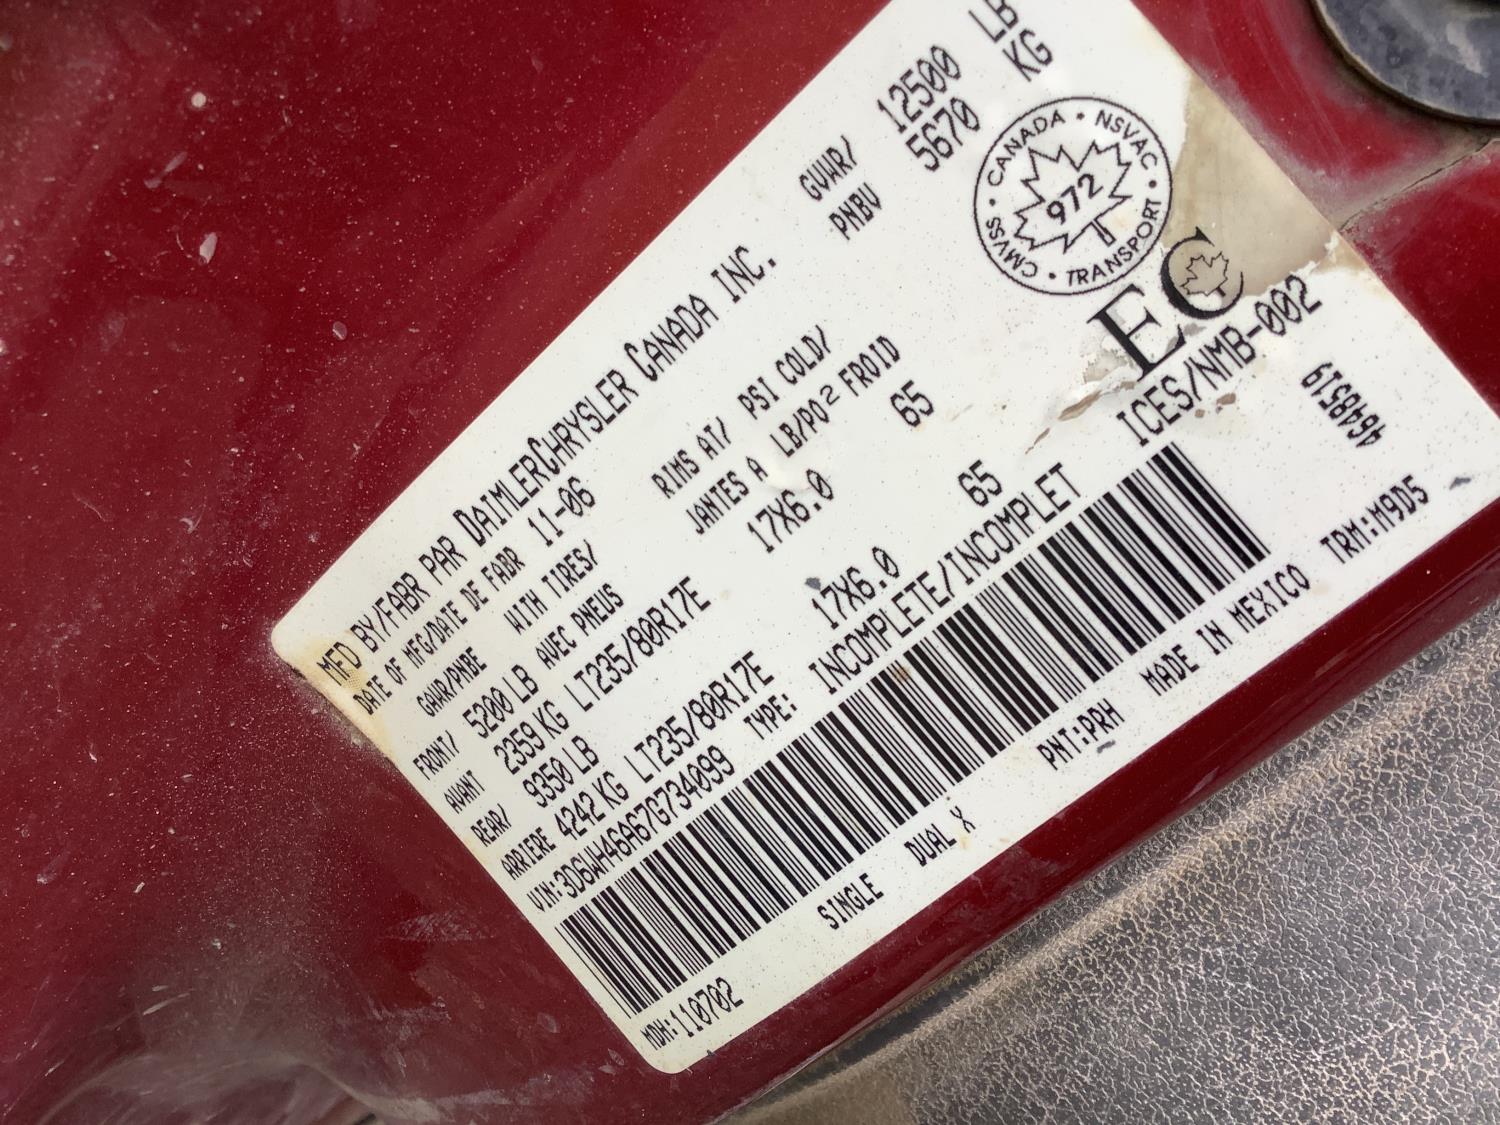 MFD BY/FABR PAR DAIMLERCHRYSLER CANADA INC.
DATE OF MFG/DATE DE FABR 11-06
GVWR/ 12500 LB
PNBV 5670 KG
GAWR/PNBE WITH TIRES/ RIMS AT/ PSI COLD/
AVEC PNEUS JANTES A LB/PO² FROID
FRONT/ 5200 LB
AVANT 2359 KG LT235/80R17E 17X6.0 65
REAR/ 9350 LB
ARRIERE 4242 KG LT235/80R17E 17X6.0 65
VIN:3D6WH46A67G734099 TYPE: INCOMPLETE/INCOMPLET
CMVSS • CANADA • NSVAC • TRANSPORT •
972
EC
ICES/NMB-002
4648519
SINGLE DUAL X
MDH:110702 PNT:PRH MADE IN MEXICO TRM:M9D5